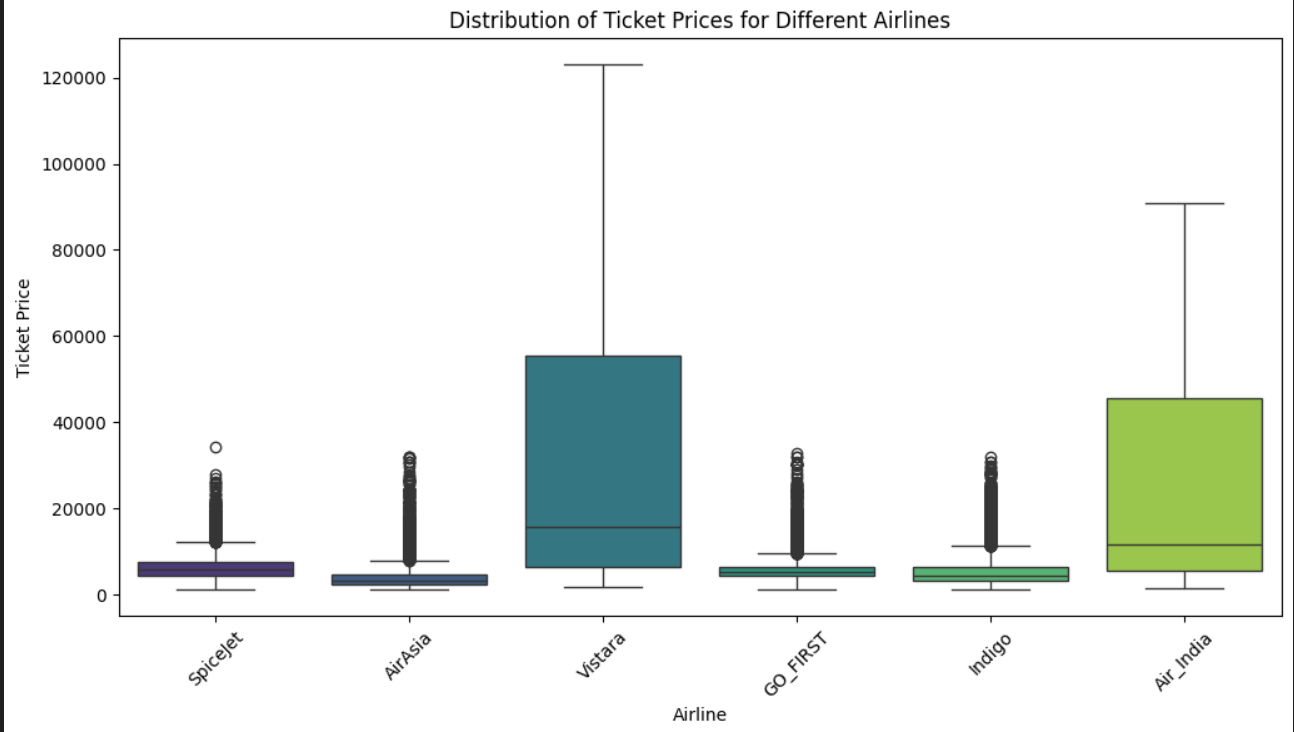 Distribution of Ticket Prices for Different Airlines
Ticket Price
120000
100000
80000
60000
40000
20000
0
SpiceJet
AirAsia
Vistara
GO_FIRST
Indigo
Air_India
Airline